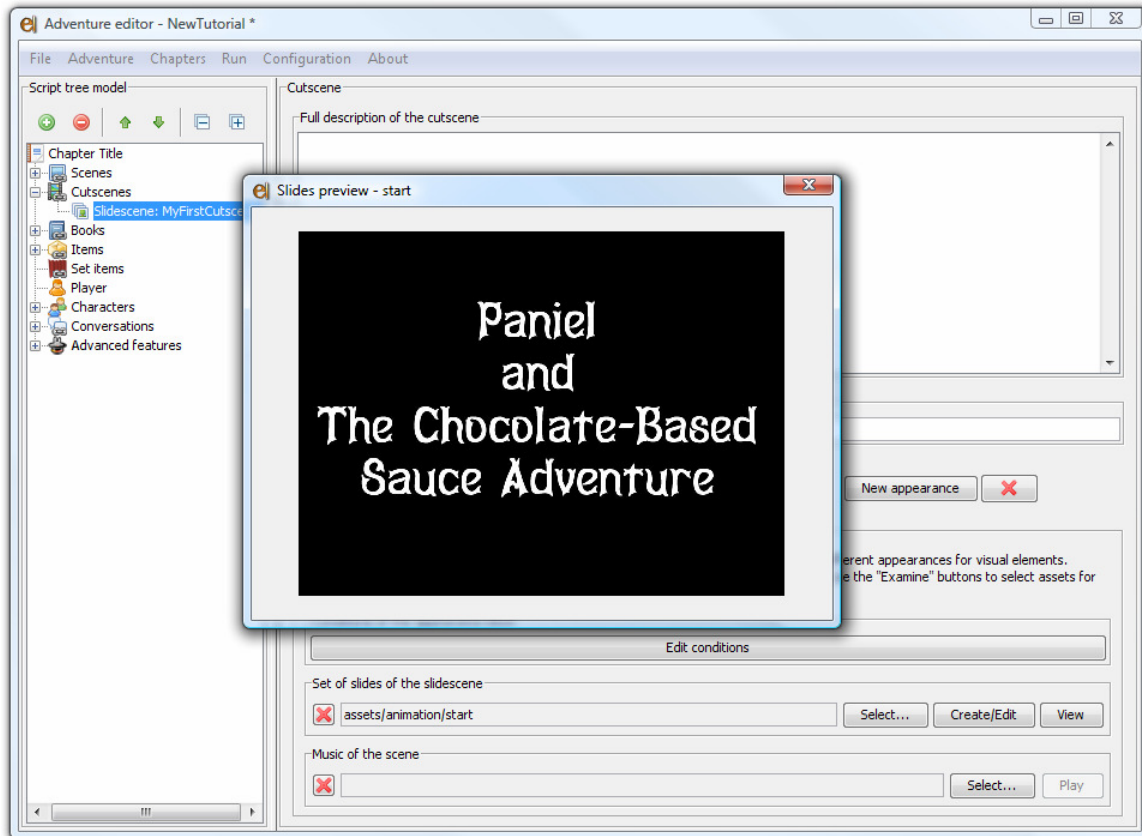 Adventure editor - NewTutorial *
File Adventure Chapters Run Configuration About
Script tree model
Chapter Title
Scenes
Cutscenes
Slidescene: MyFirstCutsce
Books
Items
Set items
Player
Characters
Conversations
Advanced features
Cutscene
Full description of the cutscene
Slides preview - start
Paniel
and
The Chocolate-Based
Sauce Adventure
New appearance
erent appearances for visual elements.
e the "Examine" buttons to select assets for
Edit conditions
Set of slides of the slidescene
assets/animation/start Select... Create/Edit View
Music of the scene
Select... Play